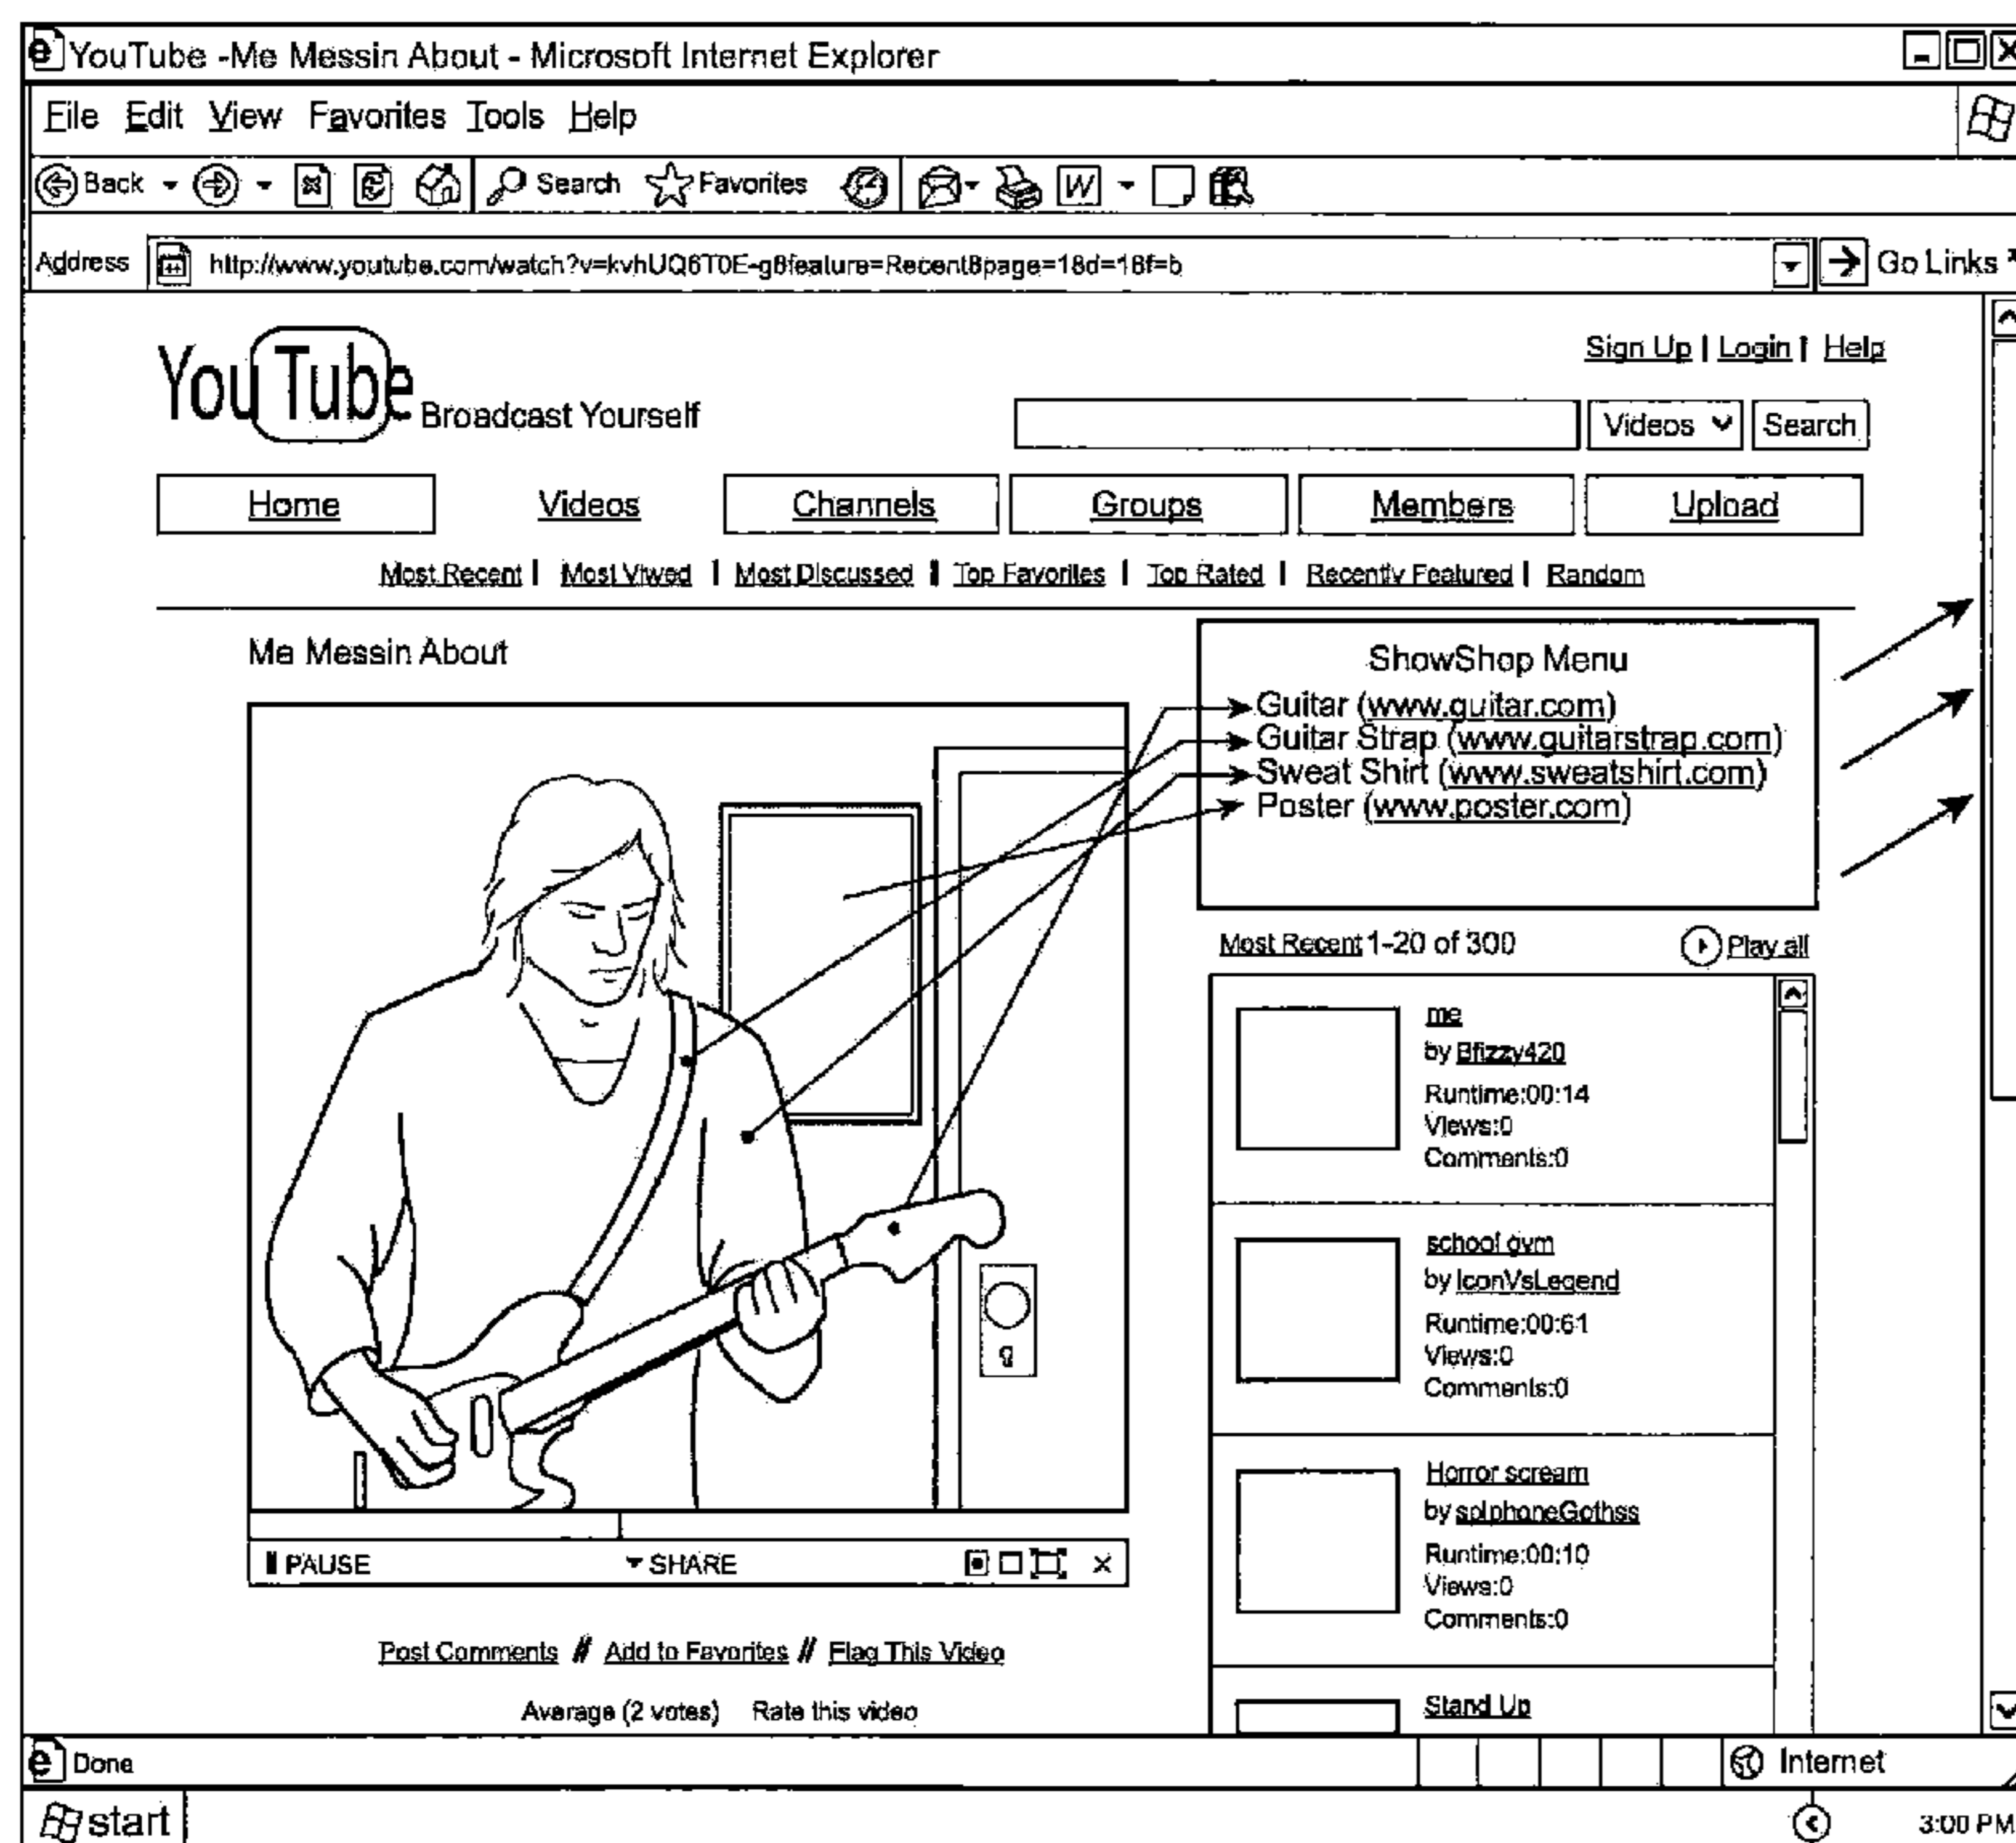 YouTube -Me Messin About - Microsoft Internet Explorer
File Edit View Favorites Tools Help
Back Search Favorites W
Address http://www.youtube.com/watch?v=kvhUQ6T0E-g8feature=Recent8page=18d=18f=b Go Links
YouTube Broadcast Yourself
Sign Up | Login | Help
Videos Search
Home Videos Channels Groups Members Upload
Most Recent | Most Viwed | Most Discussed | Top Favorites | Top Rated | Recently Featured | Random
Me Messin About
ShowShop Menu
Guitar (www.guitar.com)
Guitar Strap (www.guitarstrap.com)
Sweat Shirt (www.sweatshirt.com)
Poster (www.poster.com)
Most Recent 1-20 of 300 Play all
me
by Bfizzy420
Runtime:00:14
Views:0
Comments:0
school gym
by IconVsLegend
Runtime:00:61
Views:0
Comments:0
Horror scream
by splphoneGothss
Runtime:00:10
Views:0
Comments:0
Stand Up
PAUSE SHARE
Post Comments // Add to Favorites // Flag This Video
Average (2 votes) Rate this video
Done Internet
start 3:00 PM